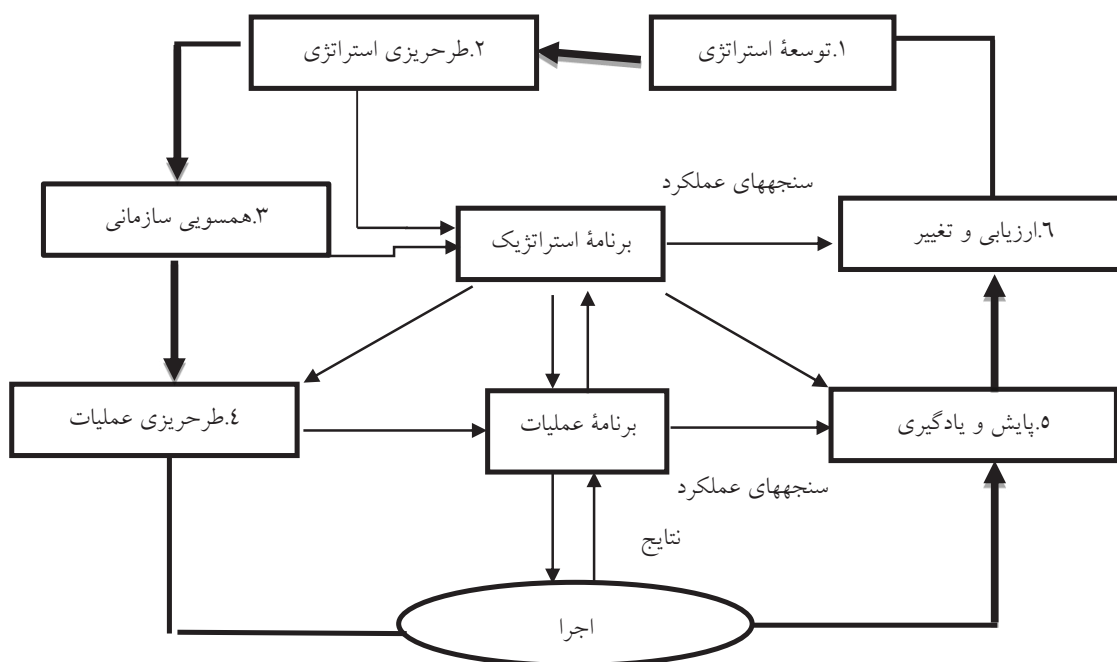 ۱.توسعهٔ استراتژی
۲.طرحریزی استراتژی
۳.همسویی سازمانی
سنجههای عملکرد
برنامهٔ استراتژیک
۶.ارزیابی و تغییر
۴.طرحریزی عملیات
برنامهٔ عملیات
۵.پایش و یادگیری
سنجههای عملکرد
نتایج
اجرا